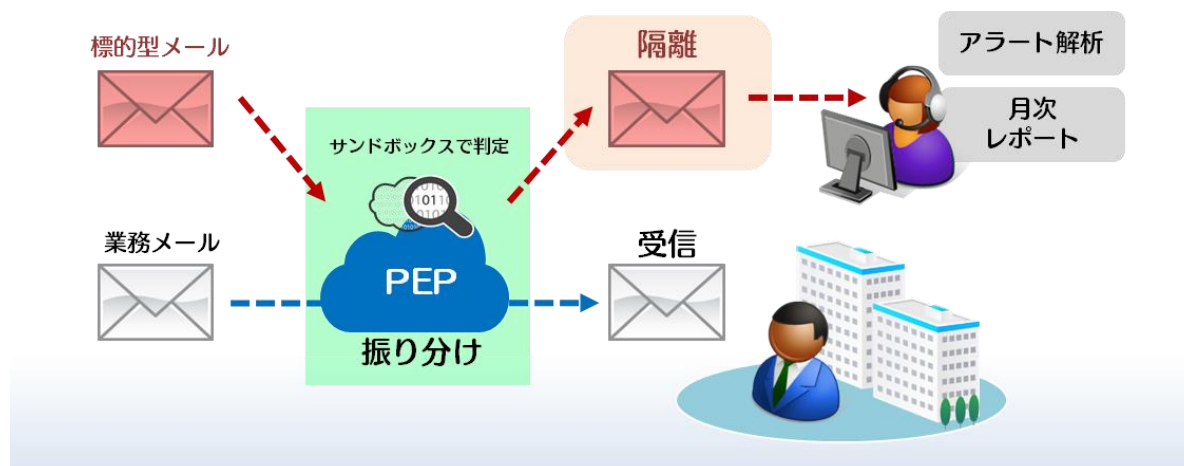 標的型メール
隔離
アラート解析
月次
レポート
サンドボックスで判定
業務メール
PEP
受信
振り分け